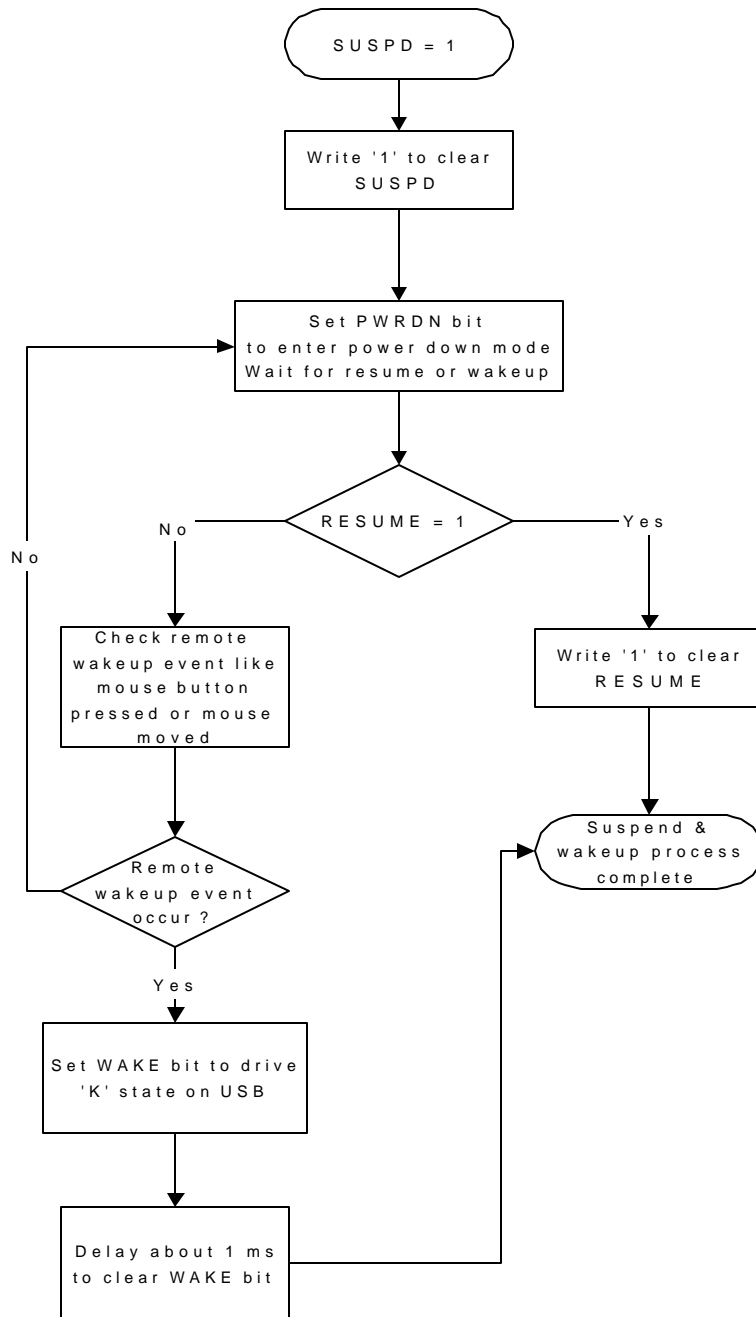 SUSPD = 1
Write '1' to clear
SUSPD
Set PWRDN bit
to enter power down mode
Wait for resume or wakeup
RESUME = 1
No
Yes
No
Check remote
wakeup event like
mouse button
pressed or mouse
moved
Write '1' to clear
RESUME
Suspend &
wakeup process
complete
Remote
wakeup event
occur ?
Yes
Set WAKE bit to drive
'K' state on USB
Delay about 1 ms
to clear WAKE bit